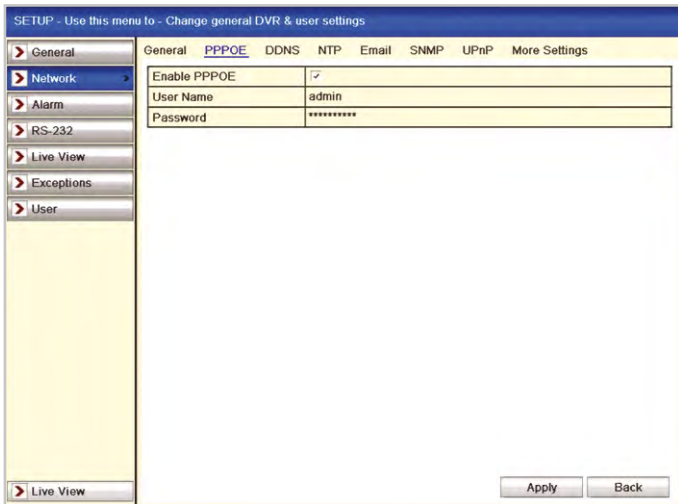 SETUP - Use this menu to - Change general DVR & user settings
General
Network
Alarm
RS-232
Live View
Exceptions
User
General PPPOE DDNS NTP Email SNMP UPnP More Settings
Enable PPPOE
User Name admin
Password **********
Live View
Apply Back